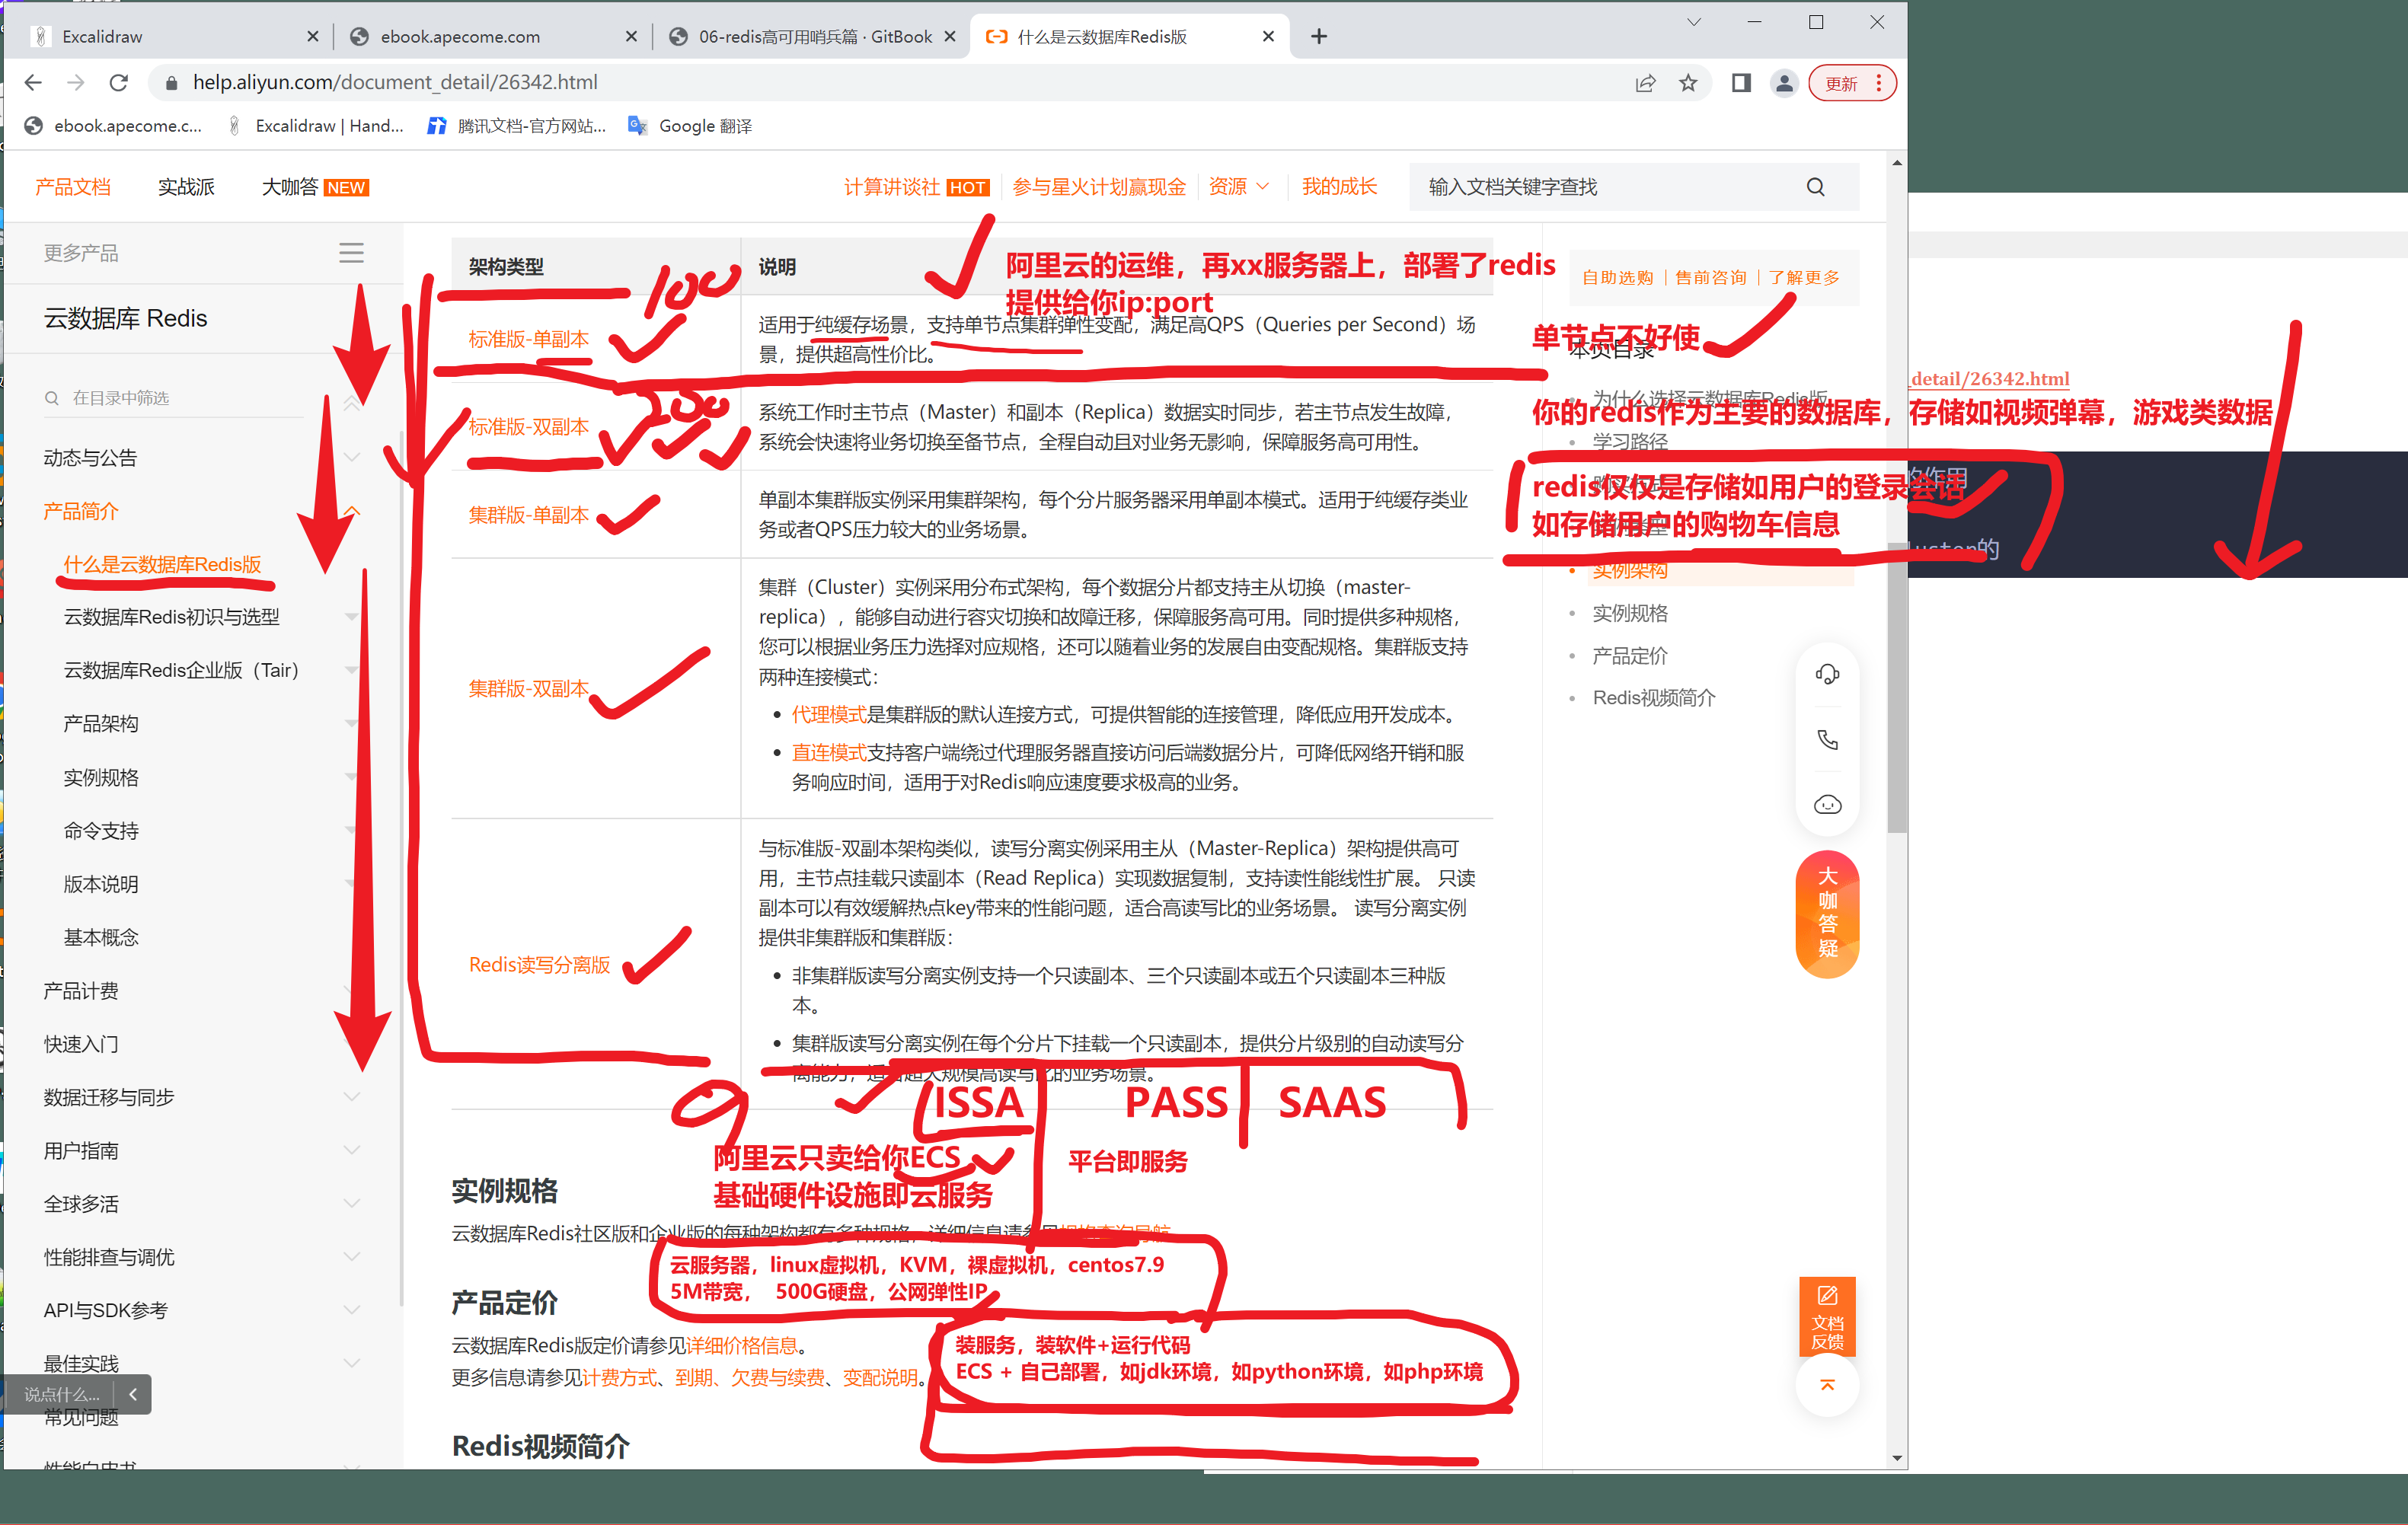 Excalidraw
ebook.apecome.com
06-redis高可用哨兵篇 · GitBook
什么是云数据库Redis版
help.aliyun.com/document_detail/26342.html
更新
ebook.apecome.c...
Excalidraw | Hand...
腾讯文档-官方网站...
Google 翻译
产品文档
实战派
大咖答 NEW
计算讲谈社 HOT
参与星火计划赢现金
资源
我的成长
输入文档关键字查找
更多产品
云数据库 Redis
在目录中筛选
动态与公告
产品简介
什么是云数据库Redis版
云数据库Redis初识与选型
云数据库Redis企业版（Tair）
产品架构
实例规格
命令支持
版本说明
基本概念
产品计费
快速入门
数据迁移与同步
用户指南
全球多活
性能排查与调优
API与SDK参考
最佳实践
说点什么...
常见问题
性能白皮书
架构类型
说明
100
阿里云的运维，再xx服务器上，部署了redis
提供给你ip:port
标准版-单副本
适用于纯缓存场景，支持单节点集群弹性变配，满足高QPS（Queries per Second）场
景，提供超高性价比。
标准版-双副本
系统工作时主节点（Master）和副本（Replica）数据实时同步，若主节点发生故障，
系统会快速将业务切换至备节点，全程自动且对业务无影响，保障服务高可用性。
集群版-单副本
单副本集群版实例采用集群架构，每个分片服务器采用单副本模式。适用于纯缓存类业
务或者QPS压力较大的业务场景。
集群版-双副本
集群（Cluster）实例采用分布式架构，每个数据分片都支持主从切换（master-
replica），能够自动进行容灾切换和故障迁移，保障服务高可用。同时提供多种规格，
您可以根据业务压力选择对应规格，还可以随着业务的发展自由变配规格。集群版支持
两种连接模式：
代理模式是集群版的默认连接方式，可提供智能的连接管理，降低应用开发成本。
直连模式支持客户端绕过代理服务器直接访问后端数据分片，可降低网络开销和服
务响应时间，适用于对Redis响应速度要求极高的业务。
Redis读写分离版
与标准版-双副本架构类似，读写分离实例采用主从（Master-Replica）架构提供高可
用，主节点挂载只读副本（Read Replica）实现数据复制，支持读性能线性扩展。 只读
副本可以有效缓解热点key带来的性能问题，适合高读写比的业务场景。 读写分离实例
提供非集群版和集群版：
非集群版读写分离实例支持一个只读副本、三个只读副本或五个只读副本三种版
本。
集群版读写分离实例在每个分片下挂载一个只读副本，提供分片级别的自动读写分
离能力，适合超大规模高读写比的业务场景。
ISSA
PASS
SAAS
阿里云只卖给你ECS
基础硬件设施即云服务
平台即服务
实例规格
云数据库Redis社区版和企业版的每种架构都有多种规格，详细信息请参见规格查询导航
云服务器，linux虚拟机，KVM，裸虚拟机，centos7.9
5M带宽， 500G硬盘，公网弹性IP
产品定价
云数据库Redis版定价请参见详细价格信息。
更多信息请参见计费方式、到期、欠费与续费、变配说明。
装服务，装软件+运行代码
ECS + 自己部署，如jdk环境，如python环境，如php环境
Redis视频简介
自助选购
售前咨询
了解更多
单节点不好使
本页目录
为什么选择云数据库Redis版
你的redis作为主要的数据库，存储如视频弹幕，游戏类数据
学习路径
redis仅仅是存储如用户的登录会话
如存储用户的购物车信息
实例架构
实例规格
产品定价
Redis视频简介
大咖答疑
文档
反馈
_detail/26342.html
的作用